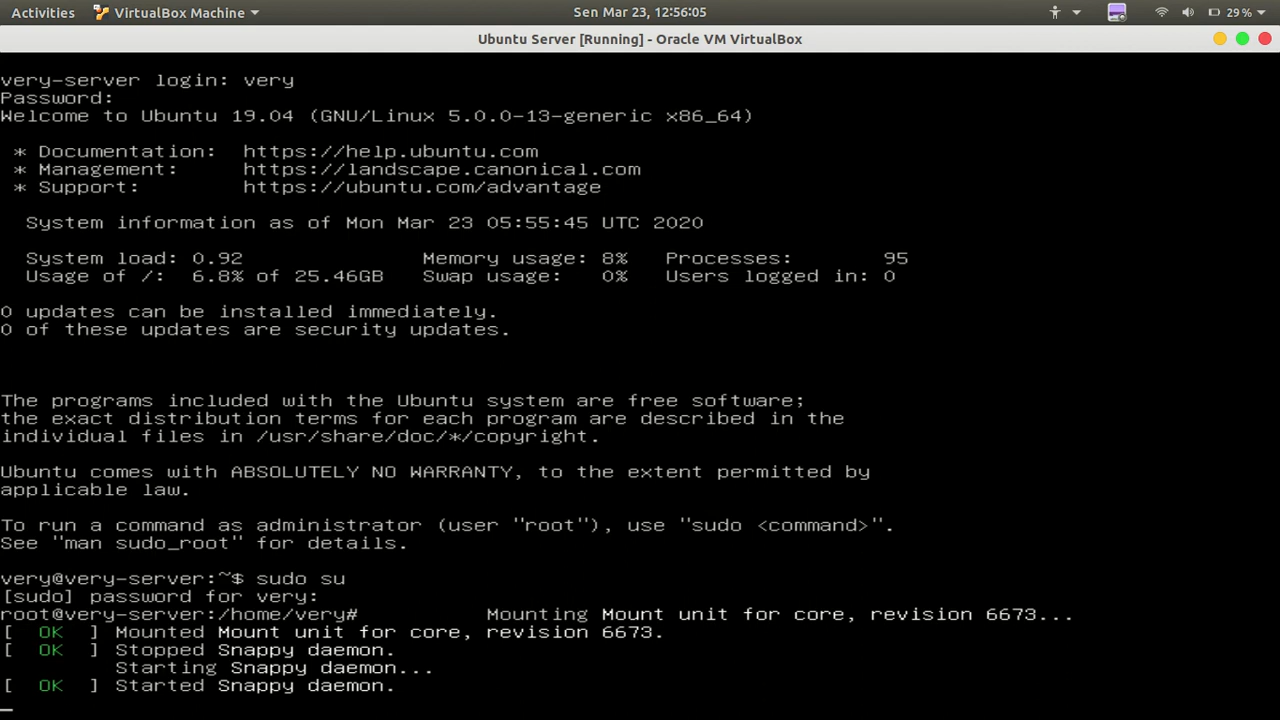 Activities VirtualBox Machine Sen Mar 23, 12:56:05 29%
Ubuntu Server [Running] - Oracle VM VirtualBox
very-server login: very
Password:
Welcome to Ubuntu 19.04 (GNU/Linux 5.0.0-13-generic x86_64)
* Documentation: https://help.ubuntu.com
* Management: https://landscape.canonical.com
* Support: https://ubuntu.com/advantage
System information as of Mon Mar 23 05:55:45 UTC 2020
System load: 0.92 Memory usage: 8% Processes: 95
Usage of /: 6.8% of 25.46GB Swap usage: 0% Users logged in: 0
0 updates can be installed immediately.
0 of these updates are security updates.
The programs included with the Ubuntu system are free software;
the exact distribution terms for each program are described in the
individual files in /usr/share/doc/*/copyright.
Ubuntu comes with ABSOLUTELY NO WARRANTY, to the extent permitted by
applicable law.
To run a command as administrator (user "root"), use "sudo <command>".
See "man sudo_root" for details.
very@very-server:~$ sudo su
[sudo] password for very:
root@very-server:/home/very# Mounting Mount unit for core, revision 6673...
[ OK ] Mounted Mount unit for core, revision 6673.
[ OK ] Stopped Snappy daemon.
Starting Snappy daemon...
[ OK ] Started Snappy daemon.